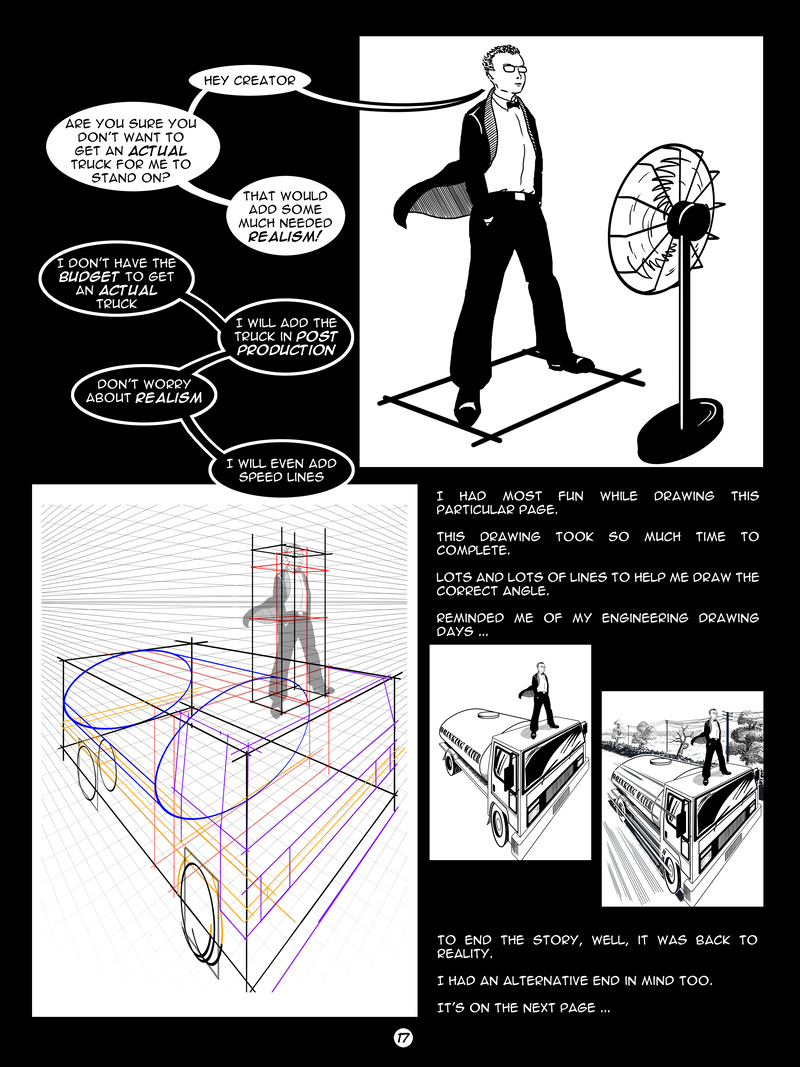 HEY CREATOR
ARE YOU SURE YOU
DON'T WANT TO
GET AN ACTUAL
TRUCK FOR ME TO
STAND ON?
THAT WOULD
ADD SOME
MUCH NEEDED
REALISM!
I DON'T HAVE THE
BUDGET TO GET
AN ACTUAL
TRUCK
I WILL ADD THE
TRUCK IN POST
PRODUCTION
DON'T WORRY
ABOUT REALISM
I WILL EVEN ADD
SPEED LINES
I HAD MOST FUN WHILE DRAWING THIS
PARTICULAR PAGE.
THIS DRAWING TOOK SO MUCH TIME TO
COMPLETE.
LOTS AND LOTS OF LINES TO HELP ME DRAW THE
CORRECT ANGLE.
REMINDED ME OF MY ENGINEERING DRAWING
DAYS ...
DRINKING WATER
DRINKING WATER
TO END THE STORY, WELL, IT WAS BACK TO
REALITY.
I HAD AN ALTERNATIVE END IN MIND TOO.
IT'S ON THE NEXT PAGE ...
17